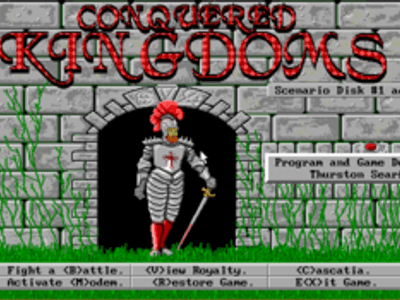 CONQUERED
KINGDOMS
Scenario Disk #1 a
Program and Game De
Thurston Sear
Fight a (B)attle. (V)iew Royalty. (C)ascatia.
Activate (M)odem. (R)estore Game. E(X)it Game.